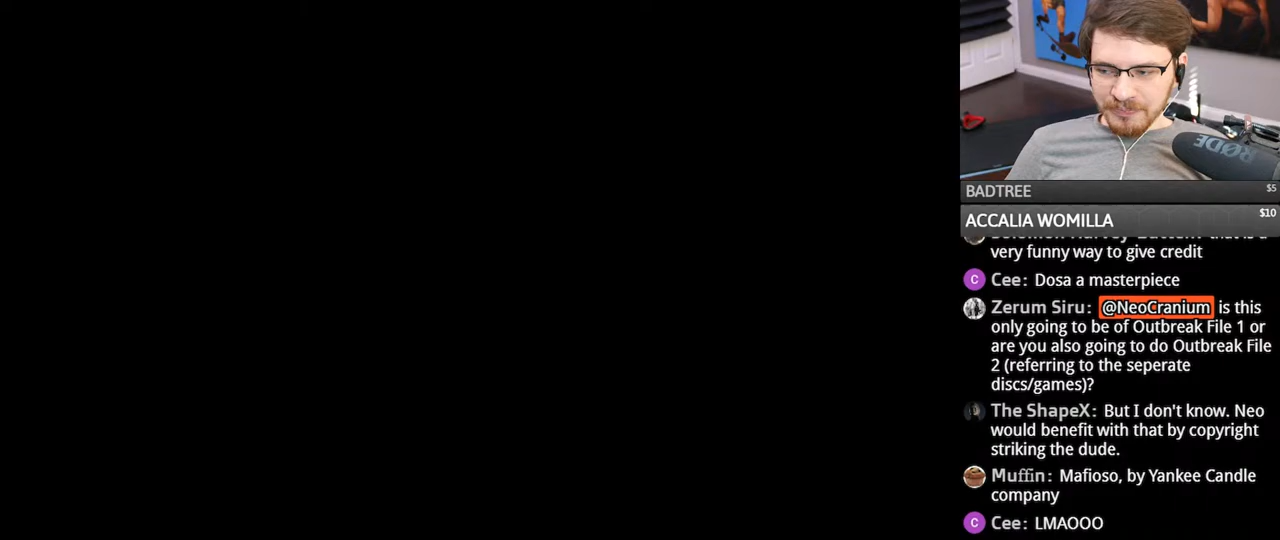 RØDE
BADTREE $5
ACCALIA WOMILLA $10
very funny way to give credit
C Cee: Dosa a masterpiece
Zerum Siru: @NeoCranium is this
only going to be of Outbreak File 1 or
are you also going to do Outbreak File
2 (referring to the seperate
discs/games)?
The ShapeX: But I don't know. Neo
would benefit with that by copyright
striking the dude.
Muffin: Mafioso, by Yankee Candle
company
C Cee: LMAOOO